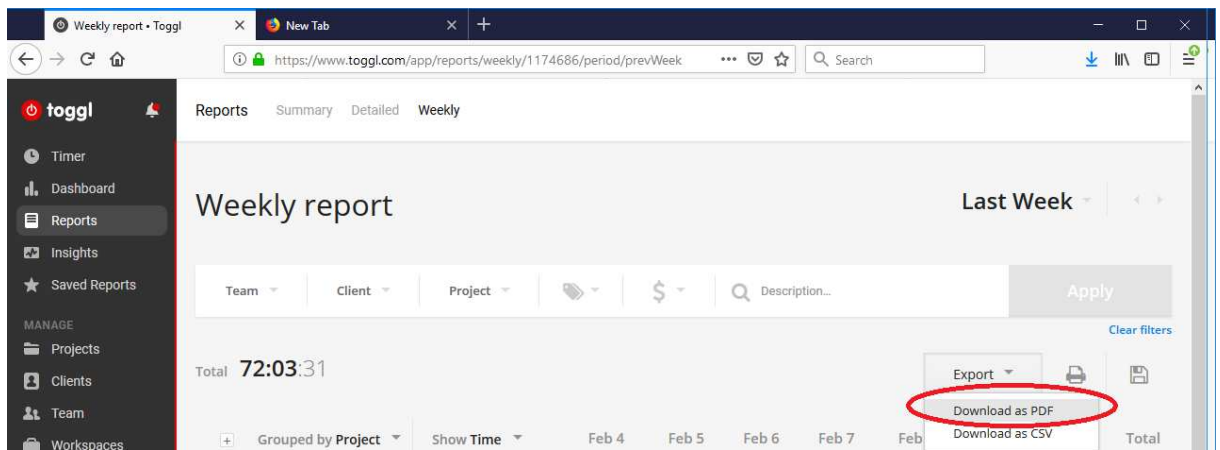 Weekly report • Toggl
New Tab
https://www.toggl.com/app/reports/weekly/1174686/period/prevWeek
Search
toggl
Reports Summary Detailed Weekly
Timer
Dashboard
Reports
Insights
Saved Reports
MANAGE
Projects
Clients
Team
Workspaces
Weekly report
Last Week
Team Client Project $ Description... Apply
Clear filters
Total 72:03:31
Export
Download as PDF
Download as CSV
+ Grouped by Project Show Time Feb 4 Feb 5 Feb 6 Feb 7 Feb Total